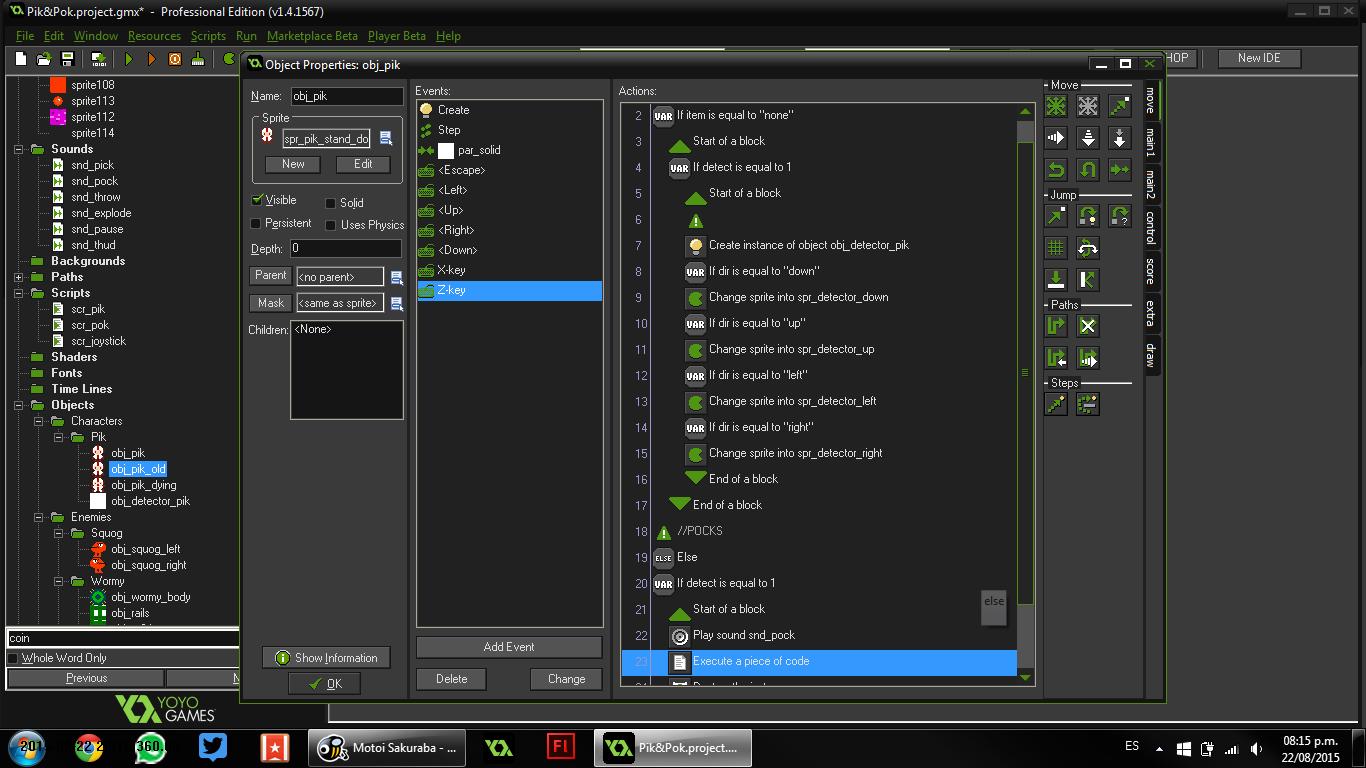 Pik&Pok.project.gmx* - Professional Edition (v1.4.1567)
File Edit Window Resources Scripts Run Marketplace Beta Player Beta Help
HOP New IDE
sprite108
sprite113
sprite112
sprite114
Sounds
snd_pick
snd_pock
snd_throw
snd_explode
snd_pause
snd_thud
Backgrounds
Paths
Scripts
scr_pik
scr_pok
scr_joystick
Shaders
Fonts
Time Lines
Objects
Characters
Pik
obj_pik
obj_pik_old
obj_pik_dying
obj_detector_pik
Enemies
Squog
obj_squog_left
obj_squog_right
Wormy
obj_wormy_body
obj_rails
coin
Whole Word Only
Previous
N
YOYO
GAMES™
Object Properties: obj_pik
Name: obj_pik
Sprite
spr_pik_stand_do
New Edit
Visible Solid
Persistent Uses Physics
Depth: 0
Parent <no parent>
Mask <same as sprite>
Children: <None>
Show Information
OK
Events:
Create
Step
par_solid
<Escape>
<Left>
<Up>
<Right>
<Down>
X-key
Z-key
Add Event
Delete Change
Actions:
2 VAR If item is equal to "none"
3 Start of a block
4 VAR If detect is equal to 1
5 Start of a block
6
7 Create instance of object obj_detector_pik
8 VAR If dir is equal to "down"
9 Change sprite into spr_detector_down
10 VAR If dir is equal to "up"
11 Change sprite into spr_detector_up
12 VAR If dir is equal to "left"
13 Change sprite into spr_detector_left
14 VAR If dir is equal to "right"
15 Change sprite into spr_detector_right
16 End of a block
17 End of a block
18 //POCKS
19 ELSE Else
20 VAR If detect is equal to 1
21 Start of a block
22 Play sound snd_pock
23 Execute a piece of code
else
Move
Jump
Paths
Steps
move
main1
main2
control
score
extra
draw
Motoi Sakuraba - ...
Fl
Pik&Pok.project....
ES
08:15 p.m.
22/08/2015